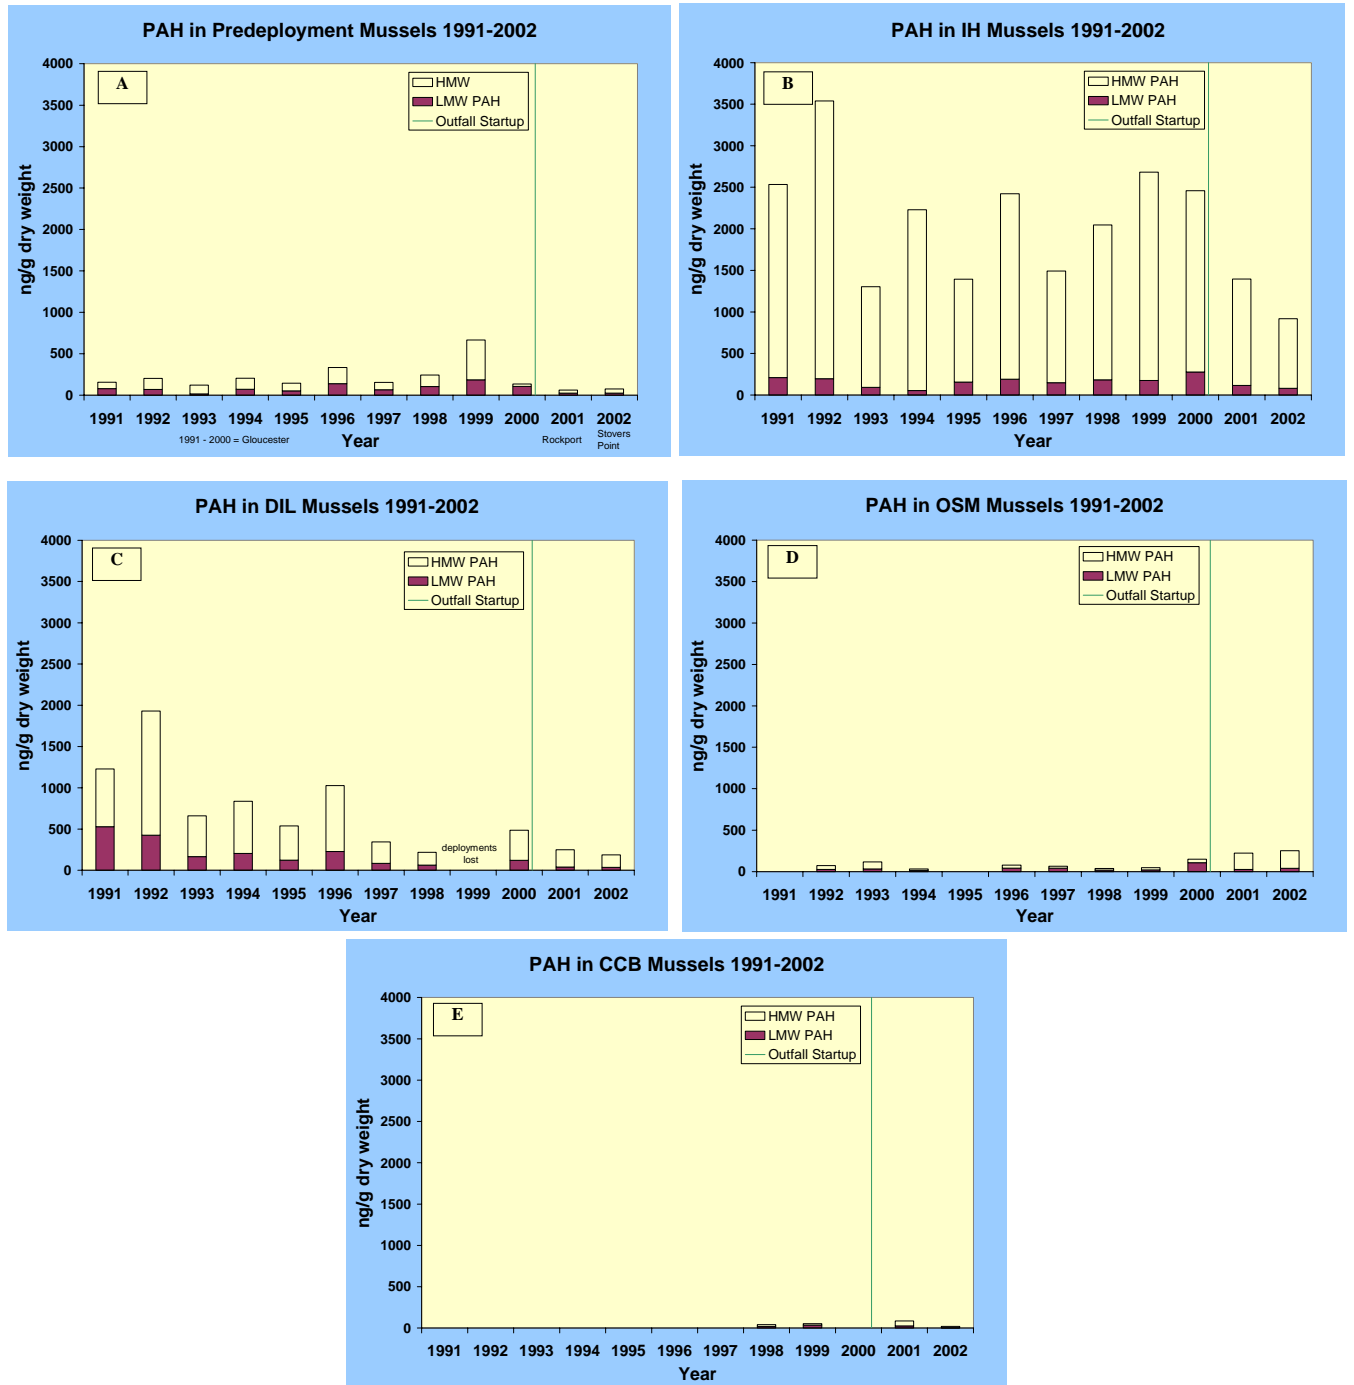 PAH in Predeployment Mussels 1991-2002
A
HMW
LMW PAH
Outfall Startup
4000
3500
3000
2500
2000
1500
1000
500
0
ng/g dry weight
1991 1992 1993 1994 1995 1996 1997 1998 1999 2000 2001 2002
1991 - 2000 = Gloucester
Year
Rockport
Stovers
Point
PAH in IH Mussels 1991-2002
B
HMW PAH
LMW PAH
Outfall Startup
4000
3500
3000
2500
2000
1500
1000
500
0
ng/g dry weight
1991 1992 1993 1994 1995 1996 1997 1998 1999 2000 2001 2002
Year
PAH in DIL Mussels 1991-2002
C
HMW PAH
LMW PAH
Outfall Startup
4000
3500
3000
2500
2000
1500
1000
500
0
ng/g dry weight
deployments
lost
1991 1992 1993 1994 1995 1996 1997 1998 1999 2000 2001 2002
Year
PAH in OSM Mussels 1991-2002
D
HMW PAH
LMW PAH
Outfall Startup
4000
3500
3000
2500
2000
1500
1000
500
0
ng/g dry weight
1991 1992 1993 1994 1995 1996 1997 1998 1999 2000 2001 2002
Year
PAH in CCB Mussels 1991-2002
E
HMW PAH
LMW PAH
Outfall Startup
4000
3500
3000
2500
2000
1500
1000
500
0
ng/g dry weight
1991 1992 1993 1994 1995 1996 1997 1998 1999 2000 2001 2002
Year